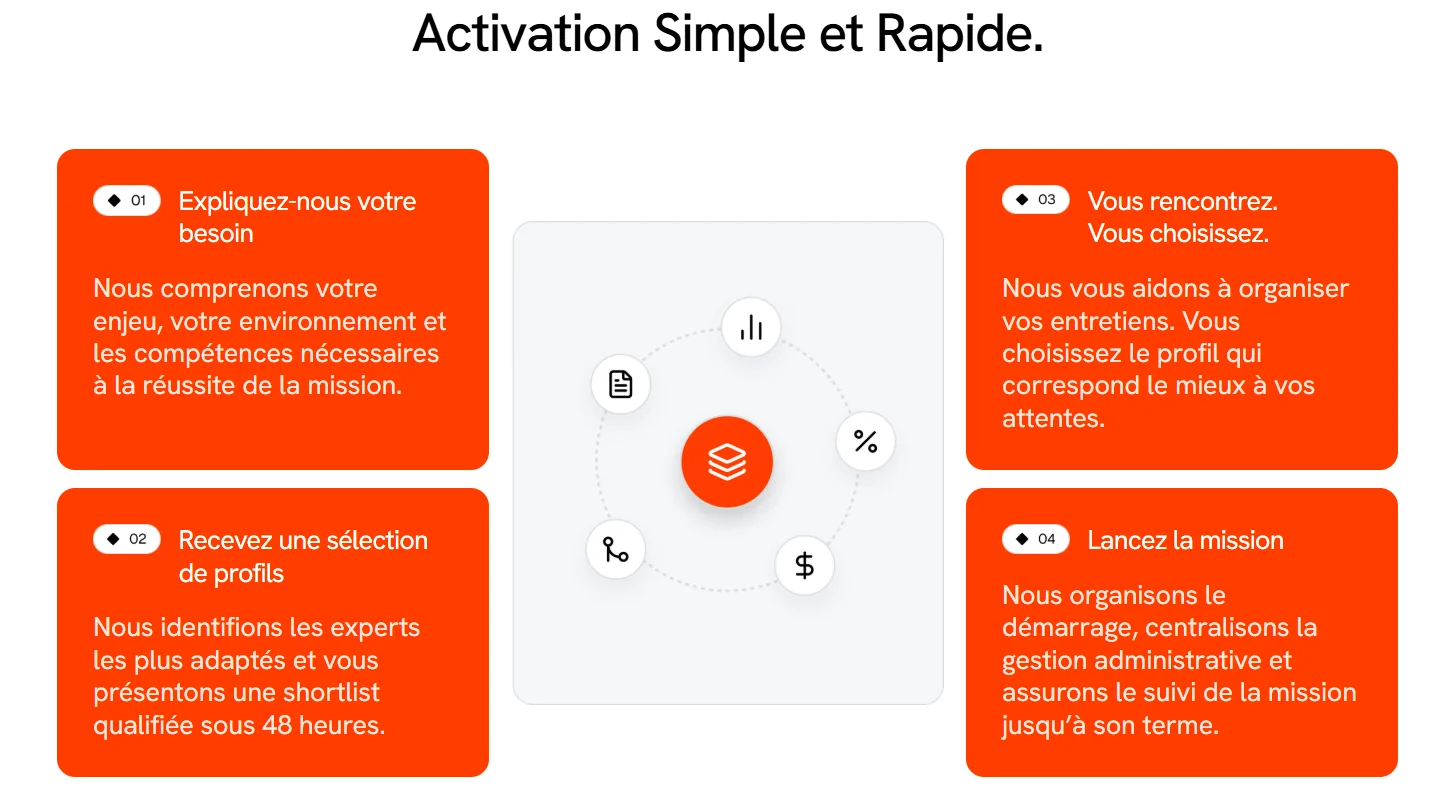 Activation Simple et Rapide.
01
Expliquez-nous votre
besoin
Nous comprenons votre
enjeu, votre environnement et
les compétences nécessaires
à la réussite de la mission.
02
Recevez une sélection
de profils
Nous identifions les experts
les plus adaptés et vous
présentons une shortlist
qualifiée sous 48 heures.
03
Vous rencontrez.
Vous choisissez.
Nous vous aidons à organiser
vos entretiens. Vous
choisissez le profil qui
correspond le mieux à vos
attentes.
04
Lancez la mission
Nous organisons le
démarrage, centralisons la
gestion administrative et
assurons le suivi de la mission
jusqu’à son terme.